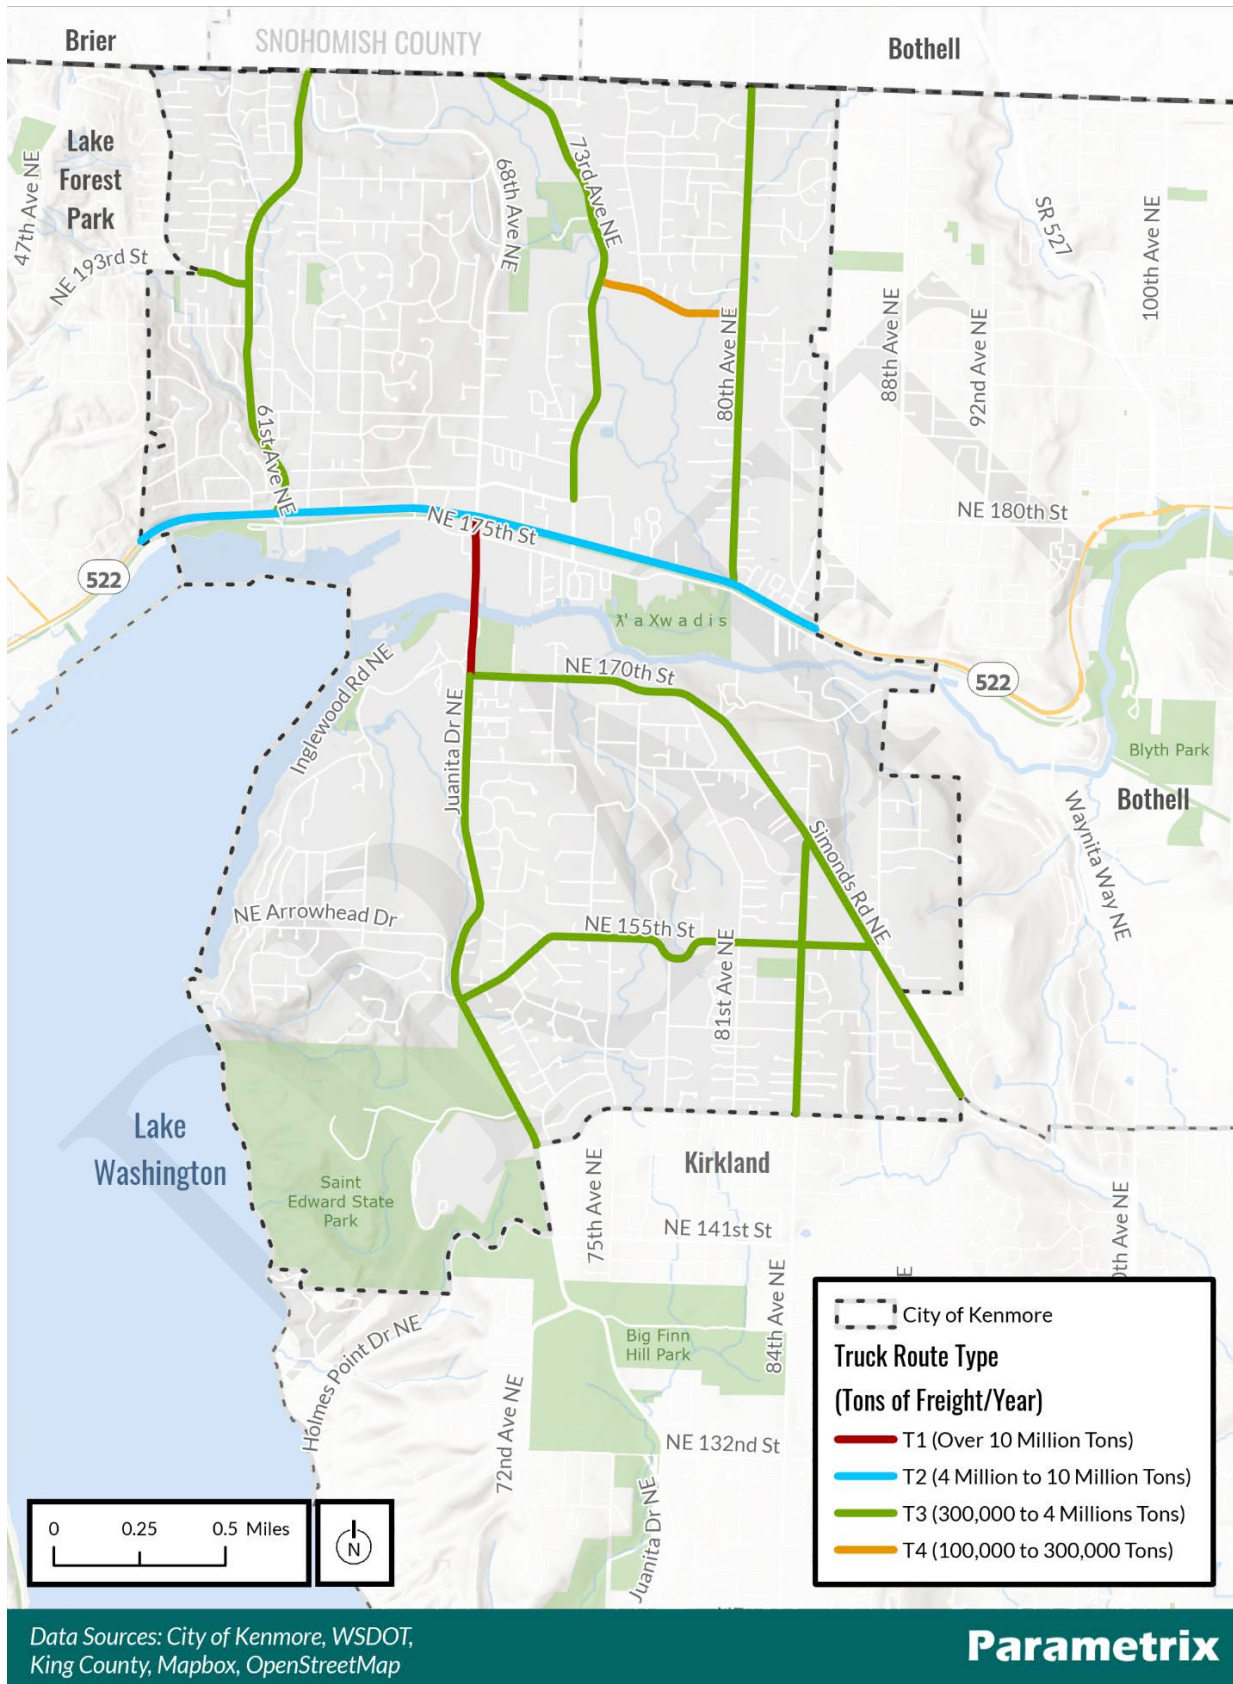 Brier
SNOHOMISH COUNTY
Bothell
Lake
Forest
Park
47th Ave NE
NE 193rd St
68th Ave NE
73rd Ave NE
SR 527
100th Ave NE
80th Ave NE
88th Ave NE
92nd Ave NE
61st Ave NE
NE 175th St
NE 180th St
522
ƛ' a X w a d i s
NE 170th St
522
Inglewood Rd NE
Juanita Dr NE
Blyth Park
Bothell
Waynita Way NE
Simonds Rd NE
NE Arrowhead Dr
NE 155th St
81st Ave NE
DRAFT
Lake
Washington
Kirkland
Saint
Edward State
Park
75th Ave NE
NE 141st St
0th Ave NE
84th Ave NE
Big Finn
Hill Park
Holmes Point Dr NE
72nd Ave NE
NE 132nd St
Juanita Dr NE
City of Kenmore
Truck Route Type
(Tons of Freight/Year)
T1 (Over 10 Million Tons)
T2 (4 Million to 10 Million Tons)
T3 (300,000 to 4 Millions Tons)
T4 (100,000 to 300,000 Tons)
0 0.25 0.5 Miles
N
Data Sources: City of Kenmore, WSDOT,
King County, Mapbox, OpenStreetMap
Parametrix